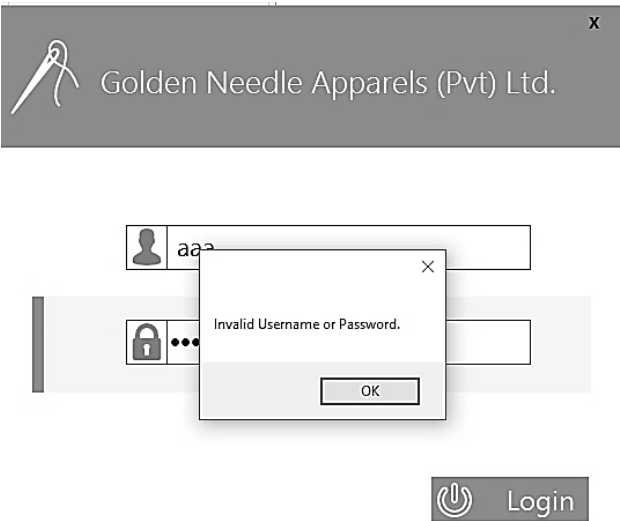 x
Golden Needle Apparels (Pvt) Ltd.
aaa
Invalid Username or Password.
OK
Login